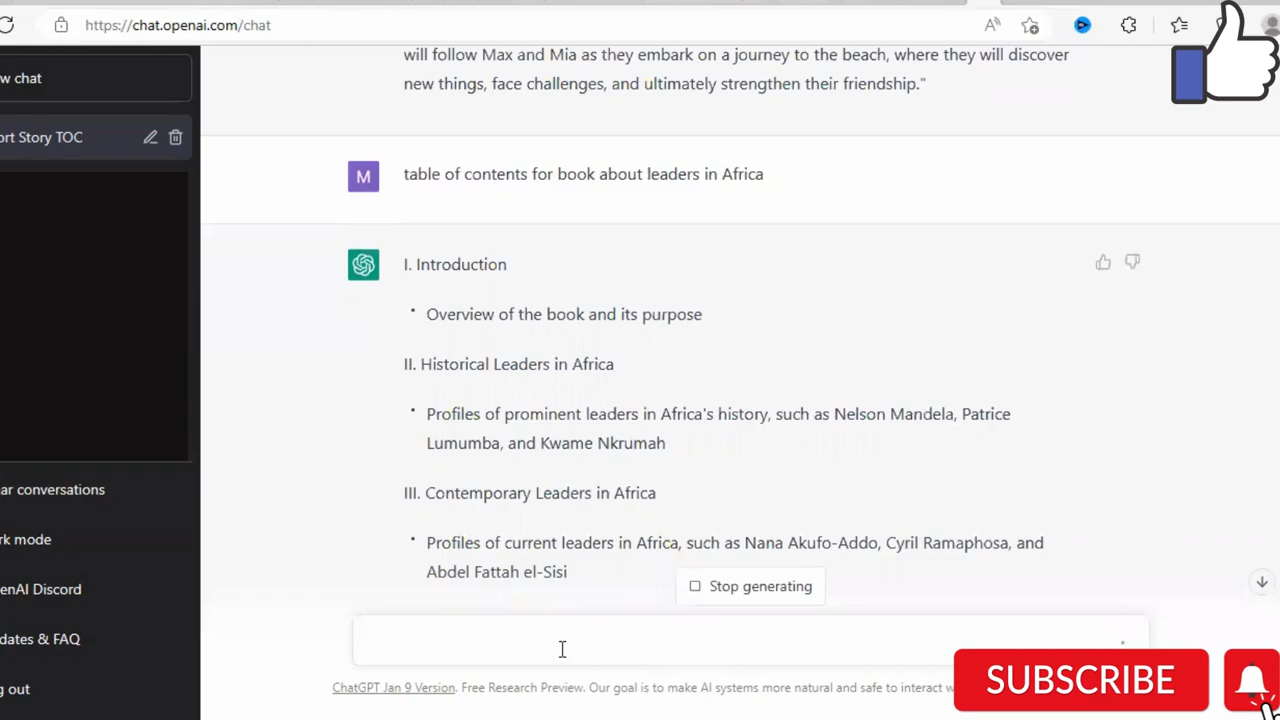 https://chat.openai.com/chat
will follow Max and Mia as they embark on a journey to the beach, where they will discover
w chat
new things, face challenges, and ultimately strengthen their friendship."
ort Story TOC
M
table of contents for book about leaders in Africa
I. Introduction
• Overview of the book and its purpose
II. Historical Leaders in Africa
• Profiles of prominent leaders in Africa's history, such as Nelson Mandela, Patrice
Lumumba, and Kwame Nkrumah
ar conversations
III. Contemporary Leaders in Africa
rk mode
• Profiles of current leaders in Africa, such as Nana Akufo-Addo, Cyril Ramaphosa, and
Abdel Fattah el-Sisi
Stop generating
enAI Discord
dates & FAQ
g out
ChatGPT Jan 9 Version. Free Research Preview. Our goal is to make AI systems more natural and safe to interact w
SUBSCRIBE